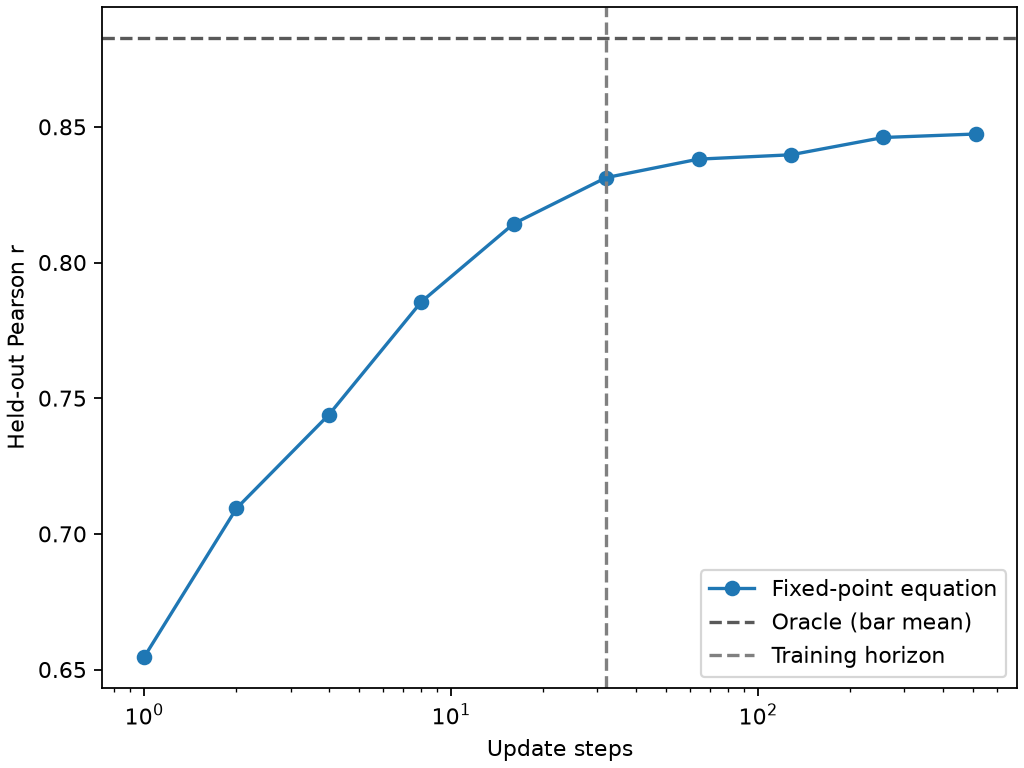 Held-out Pearson r
0.85
0.80
0.75
0.70
0.65
Fixed-point equation
Oracle (bar mean)
Training horizon
10⁰ 10¹ 10²
Update steps